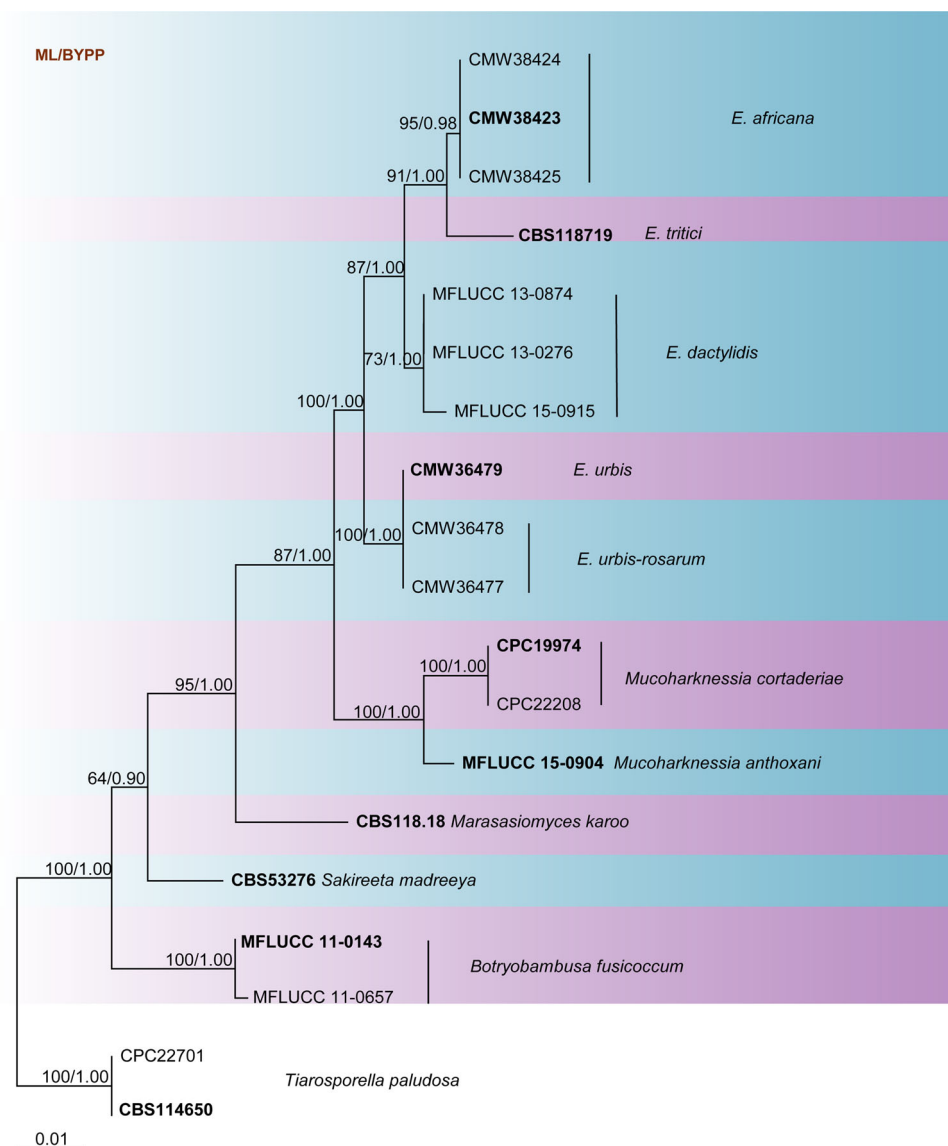 ML/BYPP
CMW38424
95/0.98
CMW38423
E. africana
91/1.00
CMW38425
CBS118719
E. tritici
87/1.00
MFLUCC 13-0874
73/1.00
MFLUCC 13-0276
E. dactylidis
100/1.00
MFLUCC 15-0915
CMW36479
E. urbis
100/1.00
CMW36478
87/1.00
E. urbis-rosarum
CMW36477
CPC19974
100/1.00
Mucoharknessia cortaderiae
95/1.00
100/1.00
CPC22208
MFLUCC 15-0904 Mucoharknessia anthoxani
64/0.90
CBS118.18 Marasasiomyces karoo
100/1.00
CBS53276 Sakireeta madreeya
MFLUCC 11-0143
100/1.00
Botryobambusa fusicoccum
MFLUCC 11-0657
CPC22701
100/1.00
Tiarosporella paludosa
CBS114650
0.01